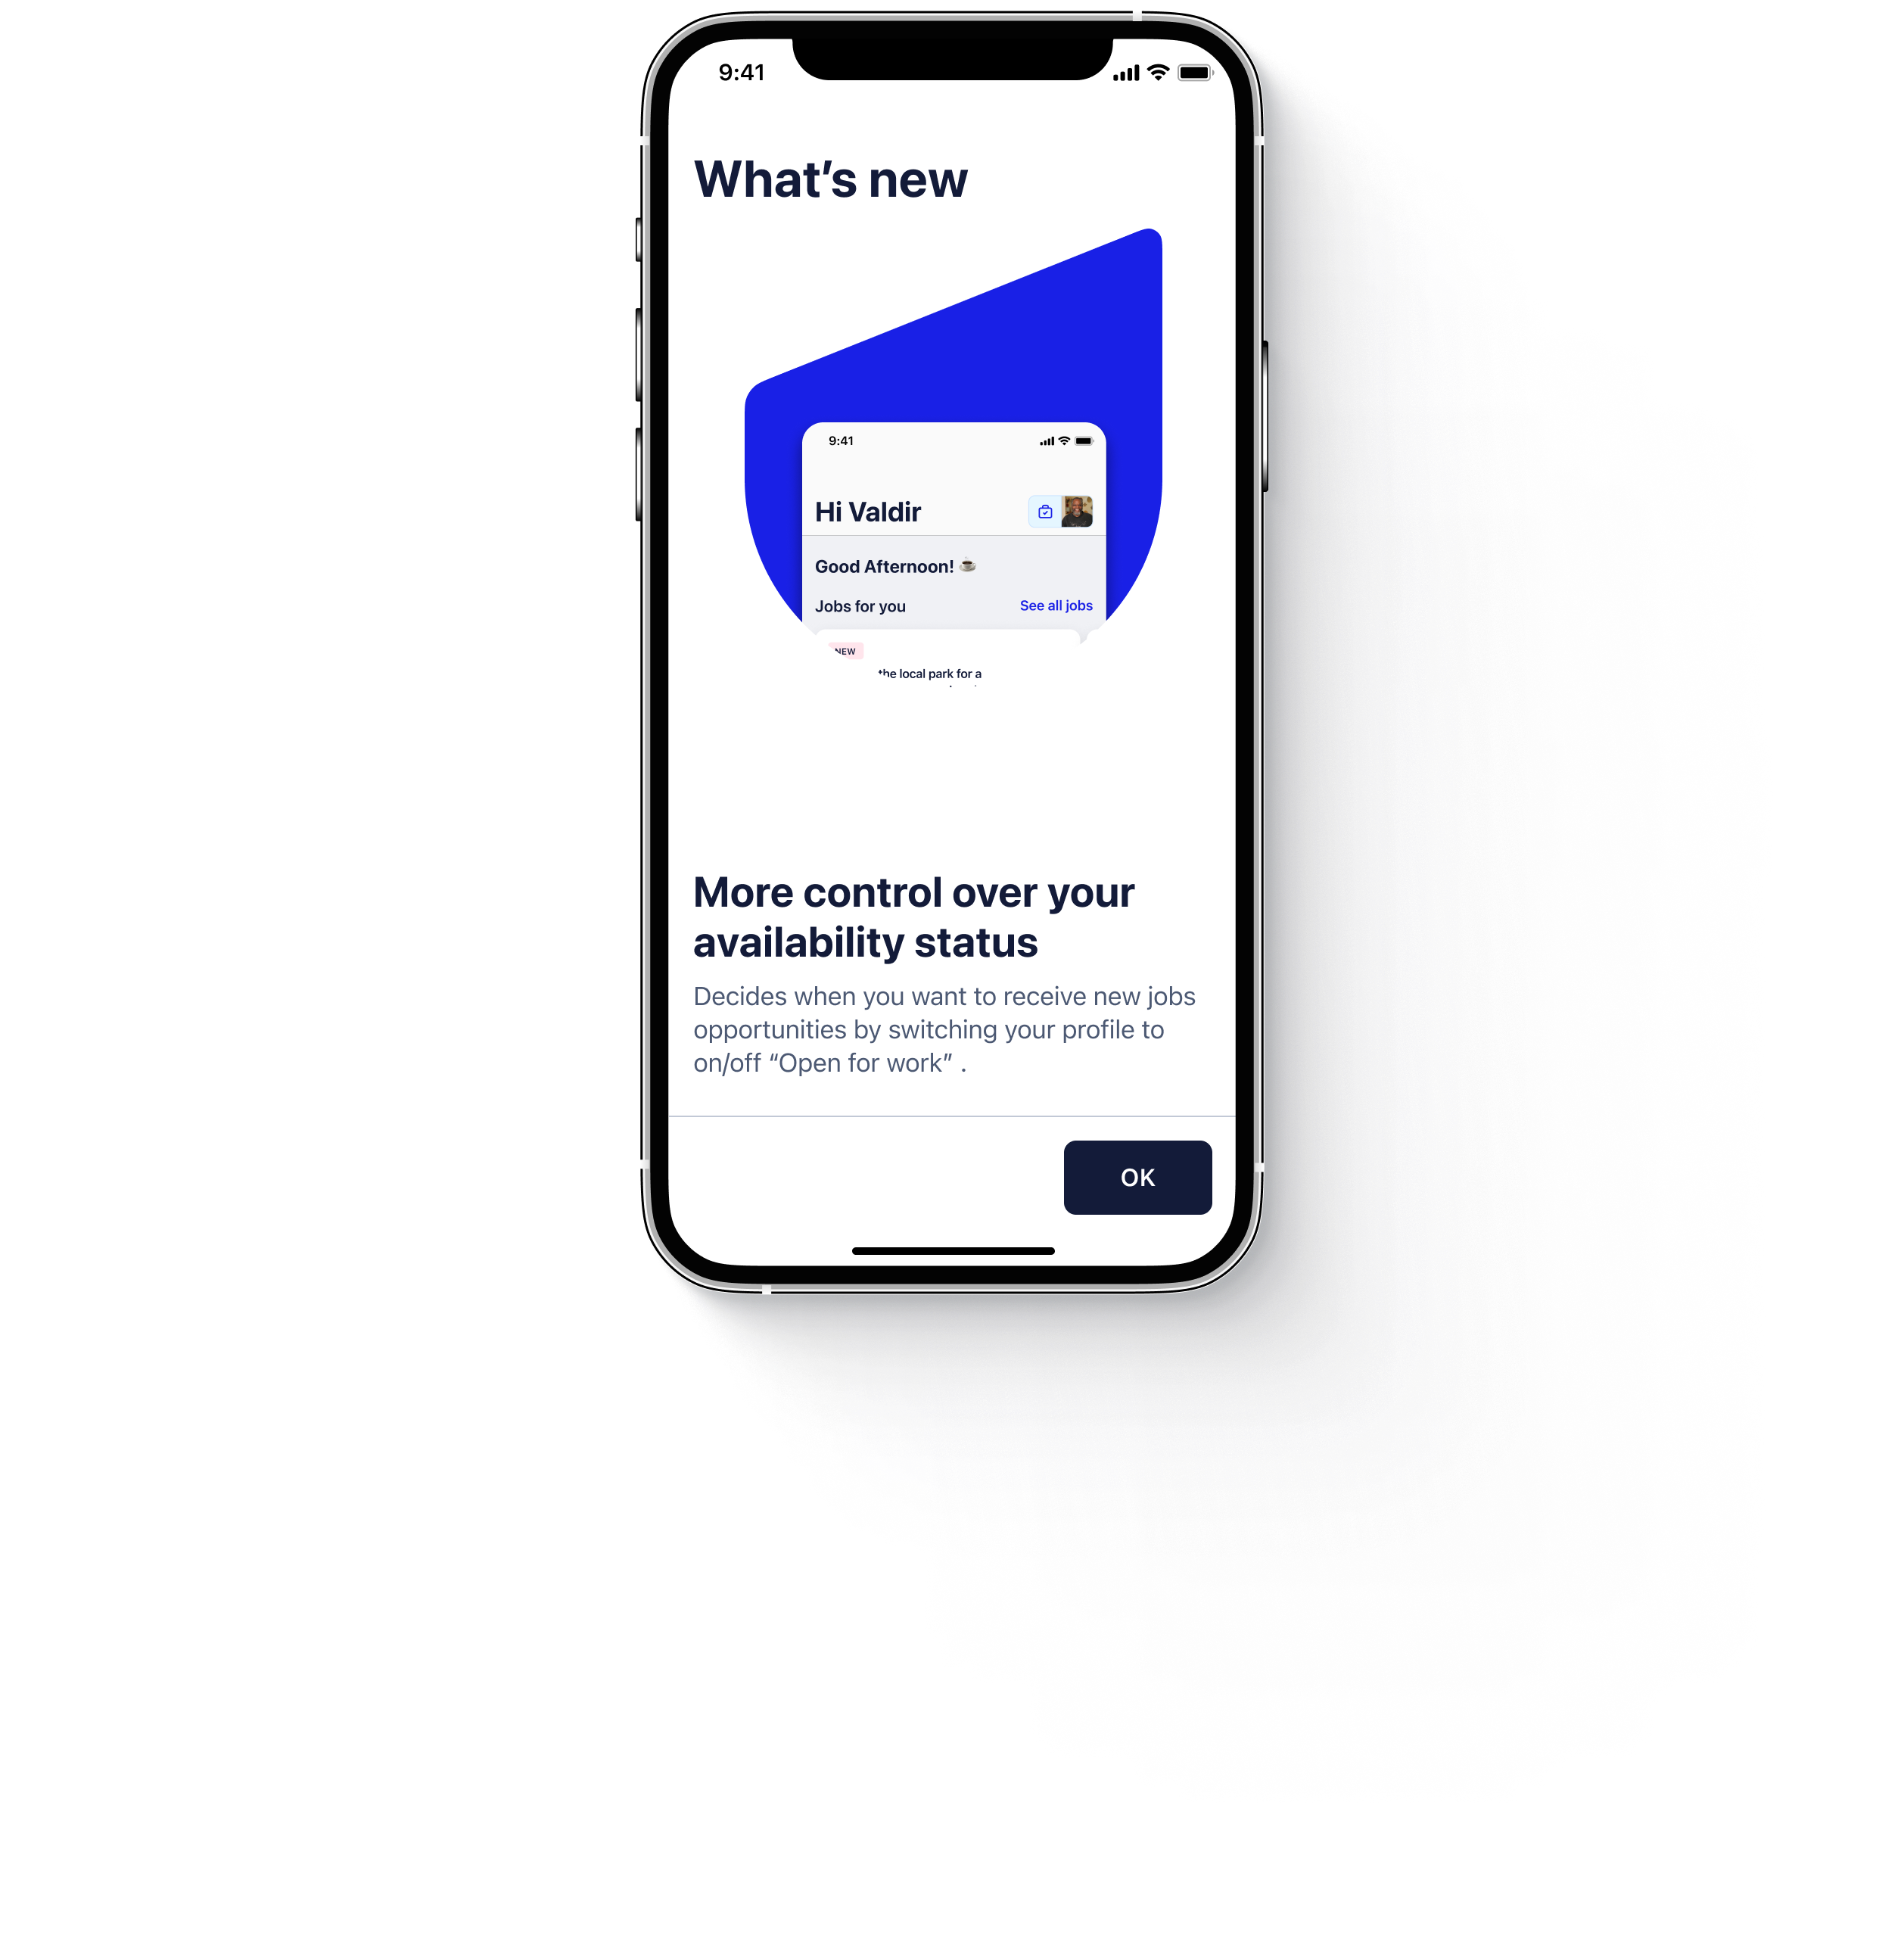 9:41
What’s new
9:41
Hi Valdir
Good Afternoon!
Jobs for you
See all jobs
NEW
the local park for a
More control over your
availability status
Decides when you want to receive new jobs
opportunities by switching your profile to
on/off “Open for work” .
OK